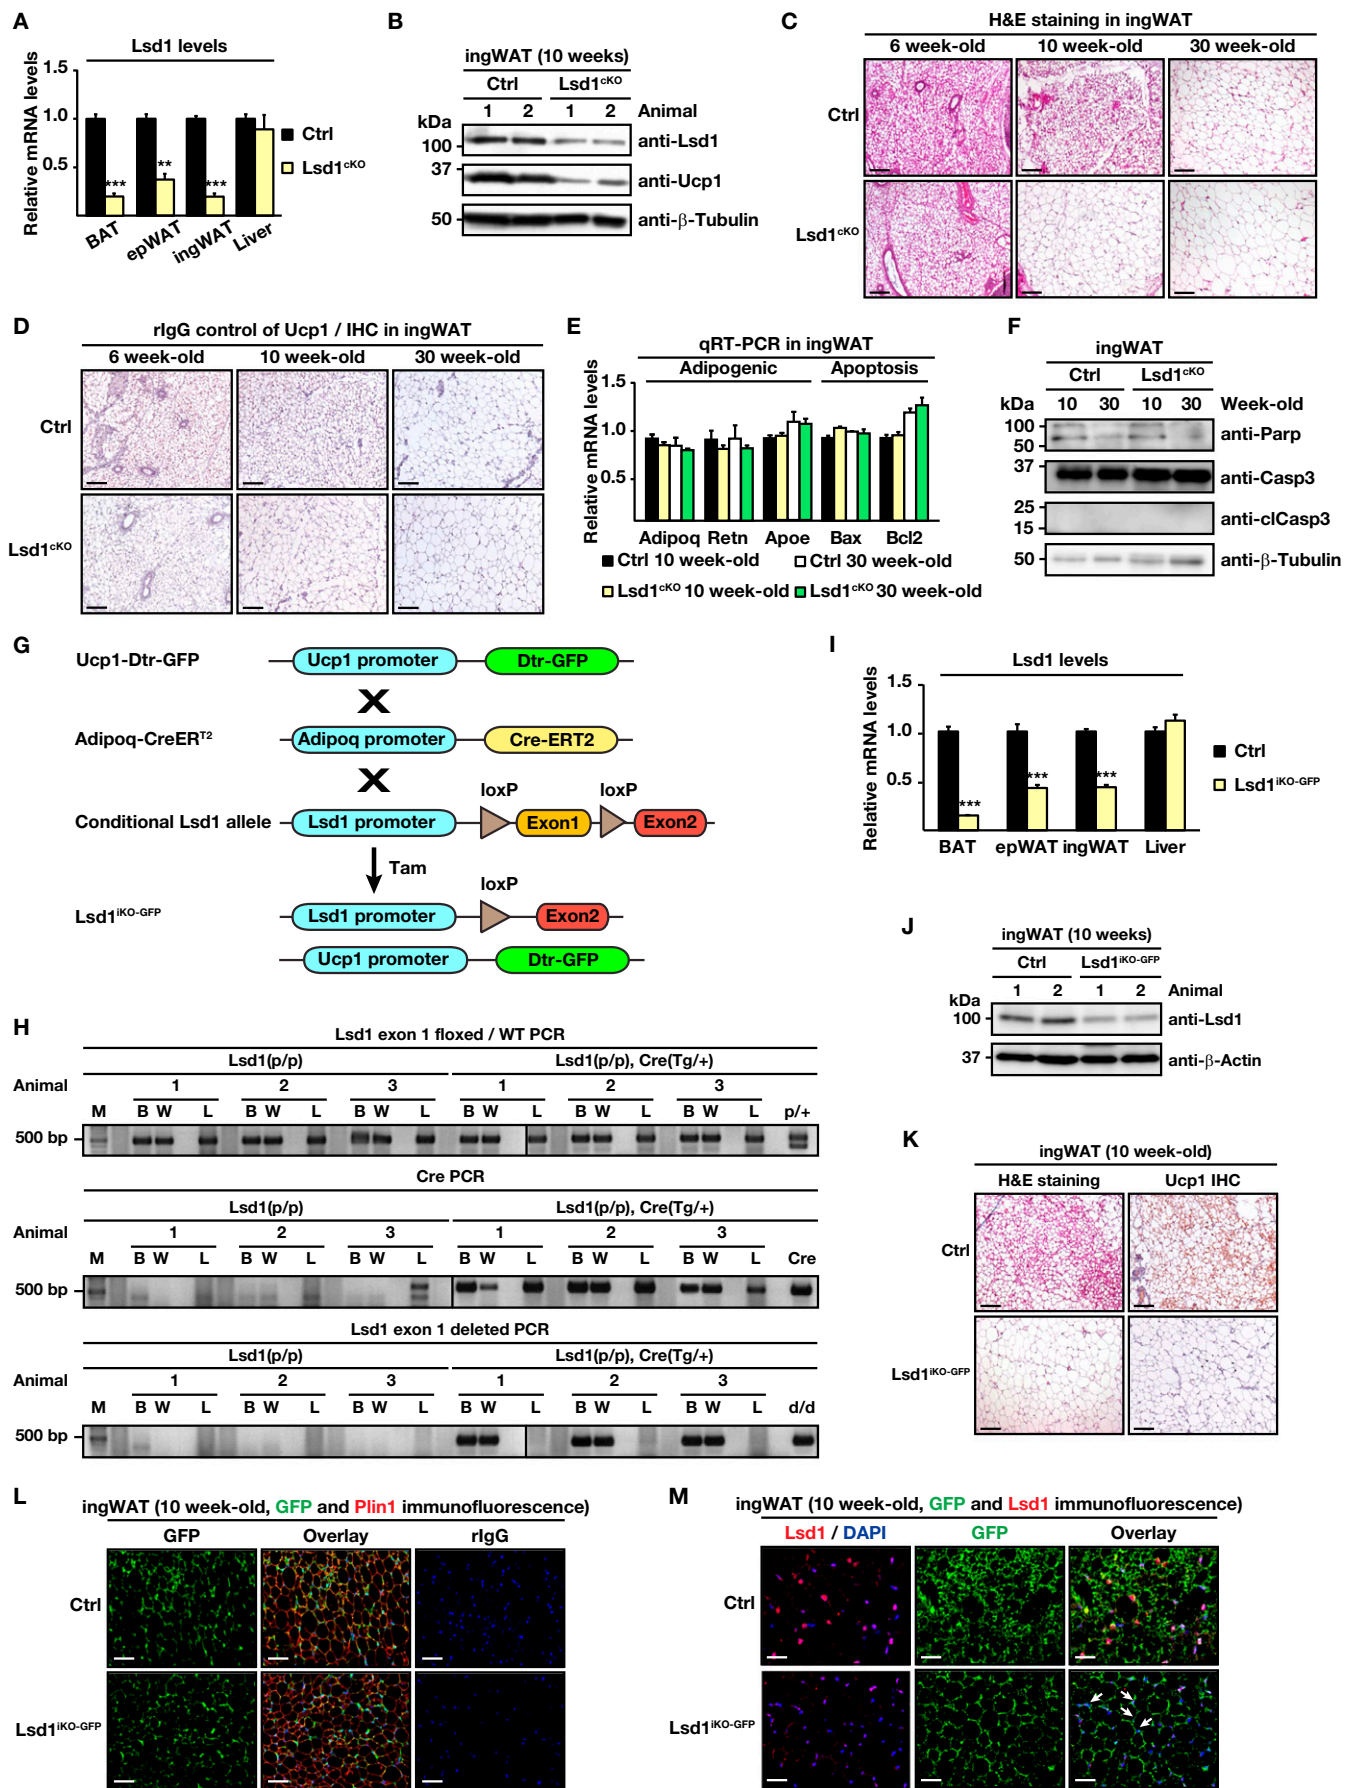 A
Lsd1 levels
Relative mRNA levels
1.5
1.0
0.5
*** ** ***
BAT epWAT ingWAT Liver
Ctrl
Lsd1cKO
B
ingWAT (10 weeks)
Ctrl Lsd1cKO
1 2 1 2 Animal
kDa
100 anti-Lsd1
37 anti-Ucp1
50 anti-β-Tubulin
C
H&E staining in ingWAT
6 week-old 10 week-old 30 week-old
Ctrl
Lsd1cKO
D
rIgG control of Ucp1 / IHC in ingWAT
6 week-old 10 week-old 30 week-old
Ctrl
Lsd1cKO
E
qRT-PCR in ingWAT
Adipogenic Apoptosis
Relative mRNA levels
1.5
1.0
0.5
Adipoq Retn Apoe Bax Bcl2
Ctrl 10 week-old Ctrl 30 week-old
Lsd1cKO 10 week-old Lsd1cKO 30 week-old
F
ingWAT
Ctrl Lsd1cKO
kDa 10 30 10 30 Week-old
100
50 anti-Parp
37 anti-Casp3
25
15 anti-clCasp3
50 anti-β-Tubulin
G
Ucp1-Dtr-GFP Ucp1 promoter Dtr-GFP
X
Adipoq-CreERT2 Adipoq promoter Cre-ERT2
X
loxP loxP
Conditional Lsd1 allele Lsd1 promoter Exon1 Exon2
Tam
loxP
Lsd1iKO-GFP Lsd1 promoter Exon2
Ucp1 promoter Dtr-GFP
H
Lsd1 exon 1 floxed / WT PCR
Lsd1(p/p) Lsd1(p/p), Cre(Tg/+)
Animal 1 2 3 1 2 3
M B W L B W L B W L B W L B W L B W L p/+
500 bp
Cre PCR
Lsd1(p/p) Lsd1(p/p), Cre(Tg/+)
Animal 1 2 3 1 2 3
M B W L B W L B W L B W L B W L B W L Cre
500 bp
Lsd1 exon 1 deleted PCR
Lsd1(p/p) Lsd1(p/p), Cre(Tg/+)
Animal 1 2 3 1 2 3
M B W L B W L B W L B W L B W L B W L d/d
500 bp
I
Lsd1 levels
Relative mRNA levels
1.5
1.0
0.5
*** *** ***
BAT epWAT ingWAT Liver
Ctrl
Lsd1iKO-GFP
J
ingWAT (10 weeks)
Ctrl Lsd1iKO-GFP
1 2 1 2 Animal
kDa
100 anti-Lsd1
37 anti-β-Actin
K
ingWAT (10 week-old)
H&E staining Ucp1 IHC
Ctrl
Lsd1iKO-GFP
L
ingWAT (10 week-old, GFP and Plin1 immunofluorescence)
GFP Overlay rIgG
Ctrl
Lsd1iKO-GFP
M
ingWAT (10 week-old, GFP and Lsd1 immunofluorescence)
Lsd1 / DAPI GFP Overlay
Ctrl
Lsd1iKO-GFP